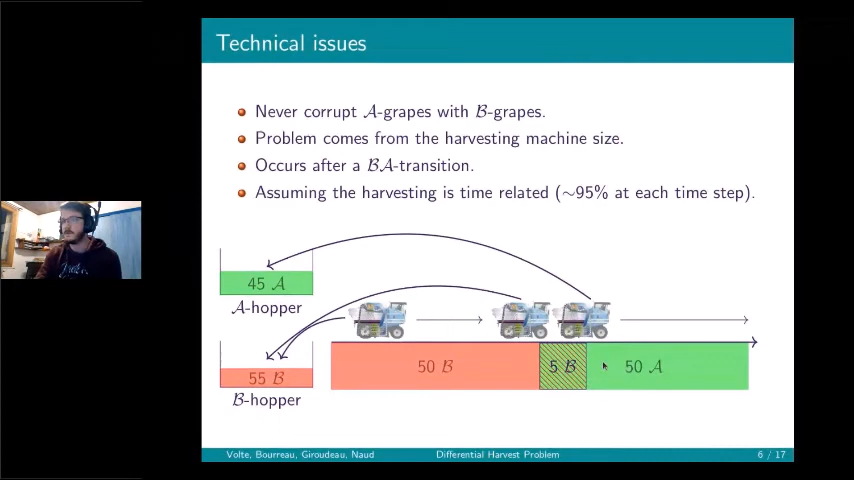 Technical issues
Never corrupt 𝒜-grapes with ℬ-grapes.
Problem comes from the harvesting machine size.
Occurs after a ℬ𝒜-transition.
Assuming the harvesting is time related (∼95% at each time step).
45 𝒜
𝒜-hopper
55 ℬ
ℬ-hopper
50 ℬ
5 ℬ
50 𝒜
Volte, Bourreau, Giroudeau, Naud
Differential Harvest Problem
6 / 17